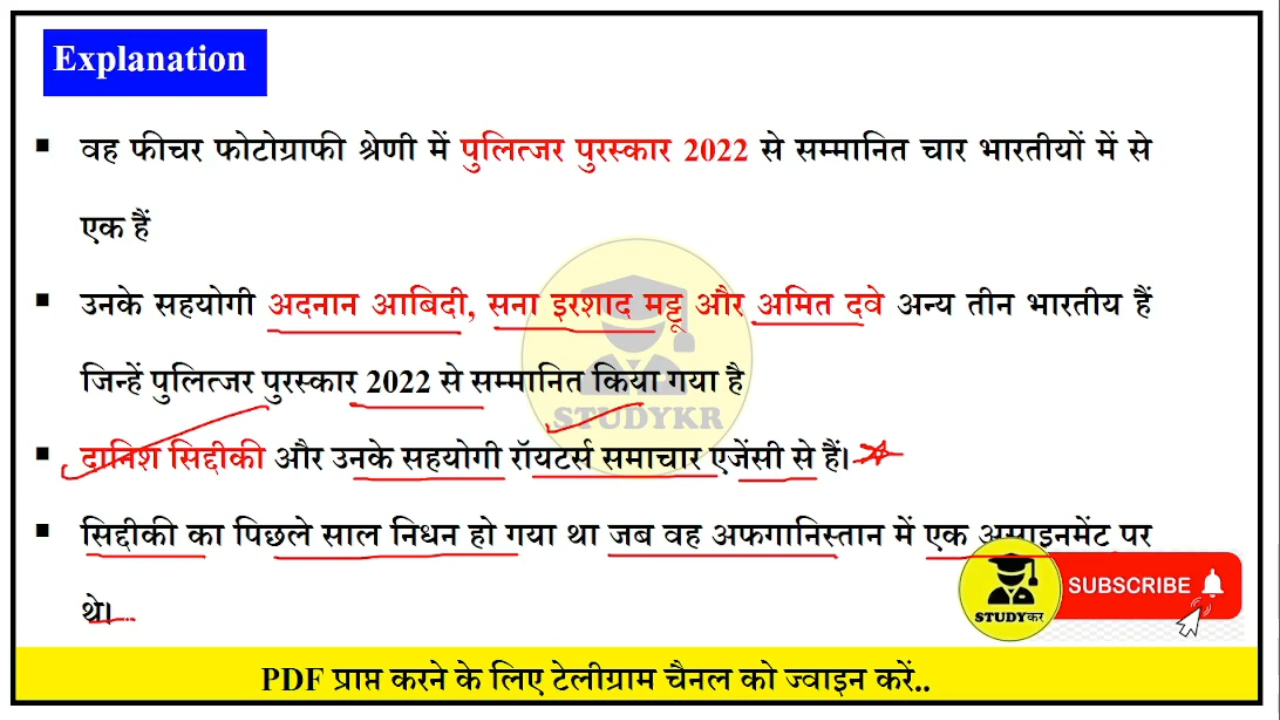 Explanation
▪ वह फीचर फोटोग्राफी श्रेणी में पुलित्जर पुरस्कार 2022 से सम्मानित चार भारतीयों में से
एक हैं
▪ उनके सहयोगी अदनान आबिदी, सना इरशाद मट्टू और अमित दवे अन्य तीन भारतीय हैं
जिन्हें पुलित्जर पुरस्कार 2022 से सम्मानित किया गया है
STUDYKR
▪ दानिश सिद्दीकी और उनके सहयोगी रॉयटर्स समाचार एजेंसी से हैं।
▪ सिद्दीकी का पिछले साल निधन हो गया था जब वह अफगानिस्तान में एक असाइनमेंट पर
थे।
SUBSCRIBE
STUDYकर
PDF प्राप्त करने के लिए टेलीग्राम चैनल को ज्वाइन करें..